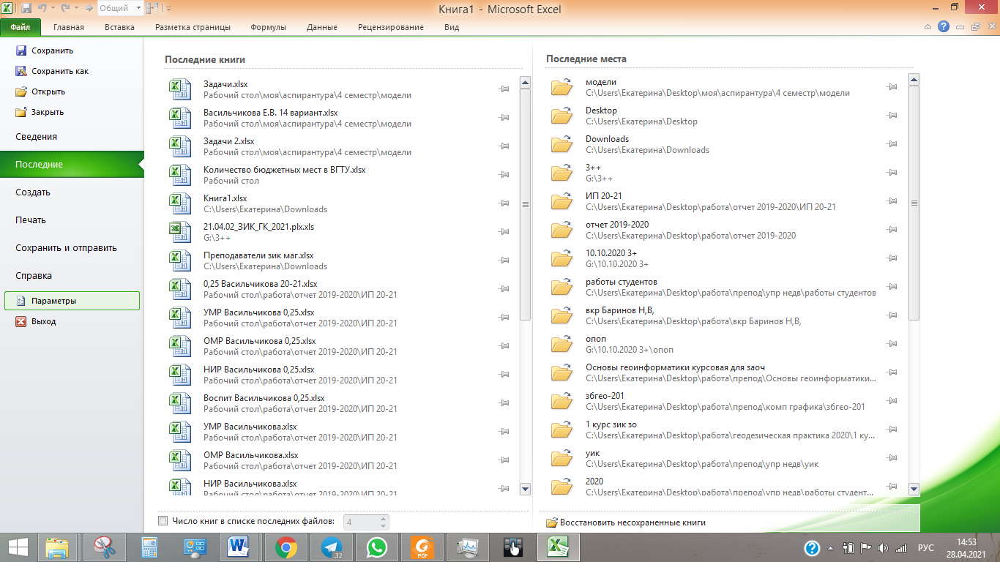 Общий
Книга1 - Microsoft Excel
Файл
Главная
Вставка
Разметка страницы
Формулы
Данные
Рецензирование
Вид
Сохранить
Сохранить как
Открыть
Закрыть
Сведения
Последние
Создать
Печать
Сохранить и отправить
Справка
Параметры
Выход
Последние книги
Задачи.xlsx
Рабочий стол\моя\аспирантура\4 семестр\модели
Васильчикова Е.В. 14 вариант.xlsx
Рабочий стол\моя\аспирантура\4 семестр\модели
Задачи 2.xlsx
Рабочий стол\моя\аспирантура\4 семестр\модели
Количество бюджетных мест в ВГТУ.xlsx
Рабочий стол
Книга1.xlsx
C:\Users\Екатерина\Downloads
21.04.02_ЗИК_ГК_2021.plx.xls
G:\3++
Преподаватели зик маг.xlsx
C:\Users\Екатерина\Downloads
0,25 Васильчикова 20-21.xlsx
Рабочий стол\работа\отчет 2019-2020\ИП 20-21
УМР Васильчикова 0,25.xlsx
Рабочий стол\работа\отчет 2019-2020\ИП 20-21
ОМР Васильчикова 0,25.xlsx
Рабочий стол\работа\отчет 2019-2020\ИП 20-21
НИР Васильчикова 0,25.xlsx
Рабочий стол\работа\отчет 2019-2020\ИП 20-21
Воспит Васильчикова 0,25.xlsx
Рабочий стол\работа\отчет 2019-2020\ИП 20-21
УМР Васильчикова.xlsx
Рабочий стол\работа\отчет 2019-2020\ИП 20-21
ОМР Васильчикова.xlsx
Рабочий стол\работа\отчет 2019-2020\ИП 20-21
НИР Васильчикова.xlsx
Рабочий стол\работа\отчет 2019-2020\ИП 20-21
Число книг в списке последних файлов:
4
Последние места
модели
C:\Users\Екатерина\Desktop\моя\аспирантура\4 семестр\модели
Desktop
C:\Users\Екатерина\Desktop
Downloads
C:\Users\Екатерина\Downloads
3++
G:\3++
ИП 20-21
C:\Users\Екатерина\Desktop\работа\отчет 2019-2020\ИП 20-21
отчет 2019-2020
C:\Users\Екатерина\Desktop\работа\отчет 2019-2020
10.10.2020 3+
G:\10.10.2020 3+
работы студентов
C:\Users\Екатерина\Desktop\работа\препод\упр недв\работы студентов
вкр Баринов Н,В,
C:\Users\Екатерина\Desktop\работа\вкр Баринов Н,В,
опоп
G:\10.10.2020 3+\опоп
Основы геоинформатики курсовая для заоч
C:\Users\Екатерина\Desktop\работа\препод\Основы геоинформатики...
збгео-201
C:\Users\Екатерина\Desktop\работа\препод\комп графика\збгео-201
1 курс зик зо
C:\Users\Екатерина\Desktop\работа\геодезическая практика 2020\1 ку...
уик
C:\Users\Екатерина\Desktop\работа\препод\упр недв\уик
2020
C:\Users\Екатерина\Desktop\работа\препод\упр недв\работы студент...
Восстановить несохраненные книги
32
PDF
РУС
14:53
28.04.2021